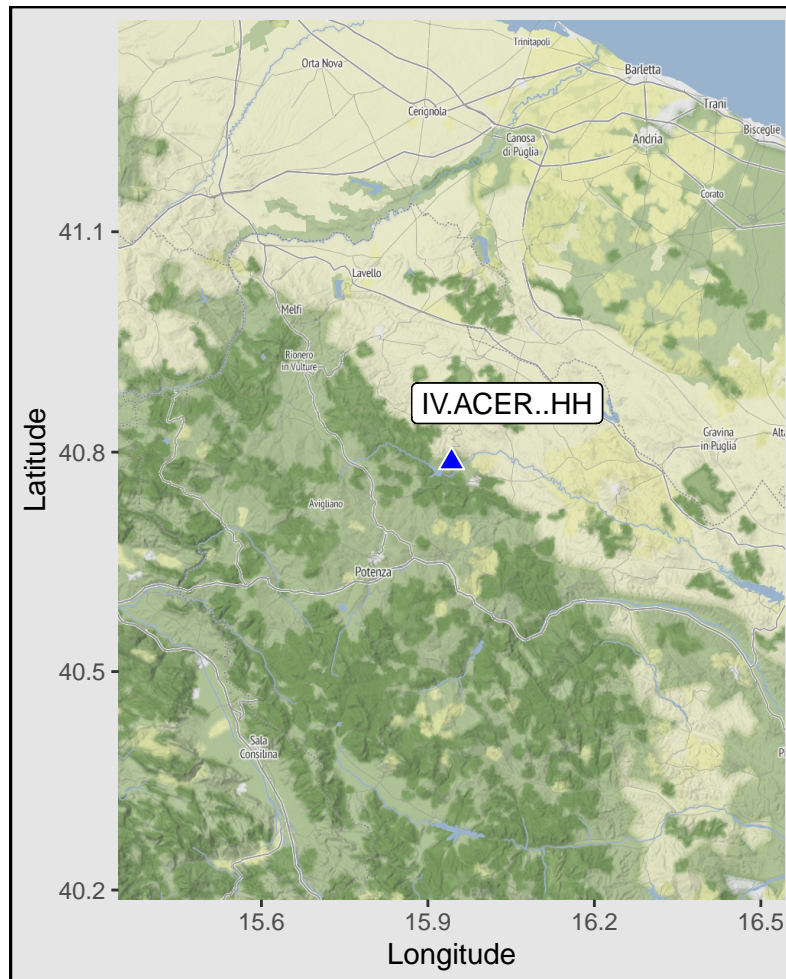 Trinitapoli
Orta Nova
Barletta
Cerignola
Trani
Bisceglie
Canosa
di Puglia
Andria
Corato
41.1
Lavello
Melfi
Rionero
in Vulture
IV.ACER..HH
Latitude
40.8
Gravina
in Puglia
Alta
Avigliano
Potenza
40.5
Sala
Consilina
P
40.2
15.6
15.9
16.2
16.5
Longitude